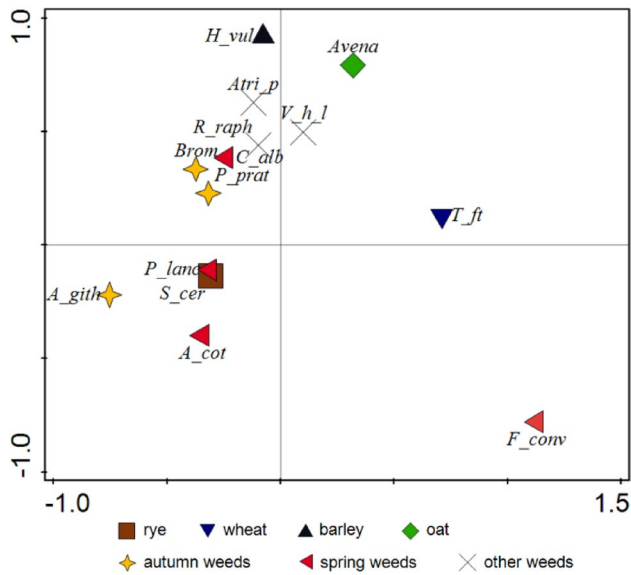 1.0
H_vul
Avena
Atri_p
V_h_l
R_raph
Brom
C_alb
P_prat
T_ft
P_lanc
A_gith
S_cer
A_cot
F_conv
-1.0
-1.0
1.5
rye
wheat
barley
oat
autumn weeds
spring weeds
other weeds